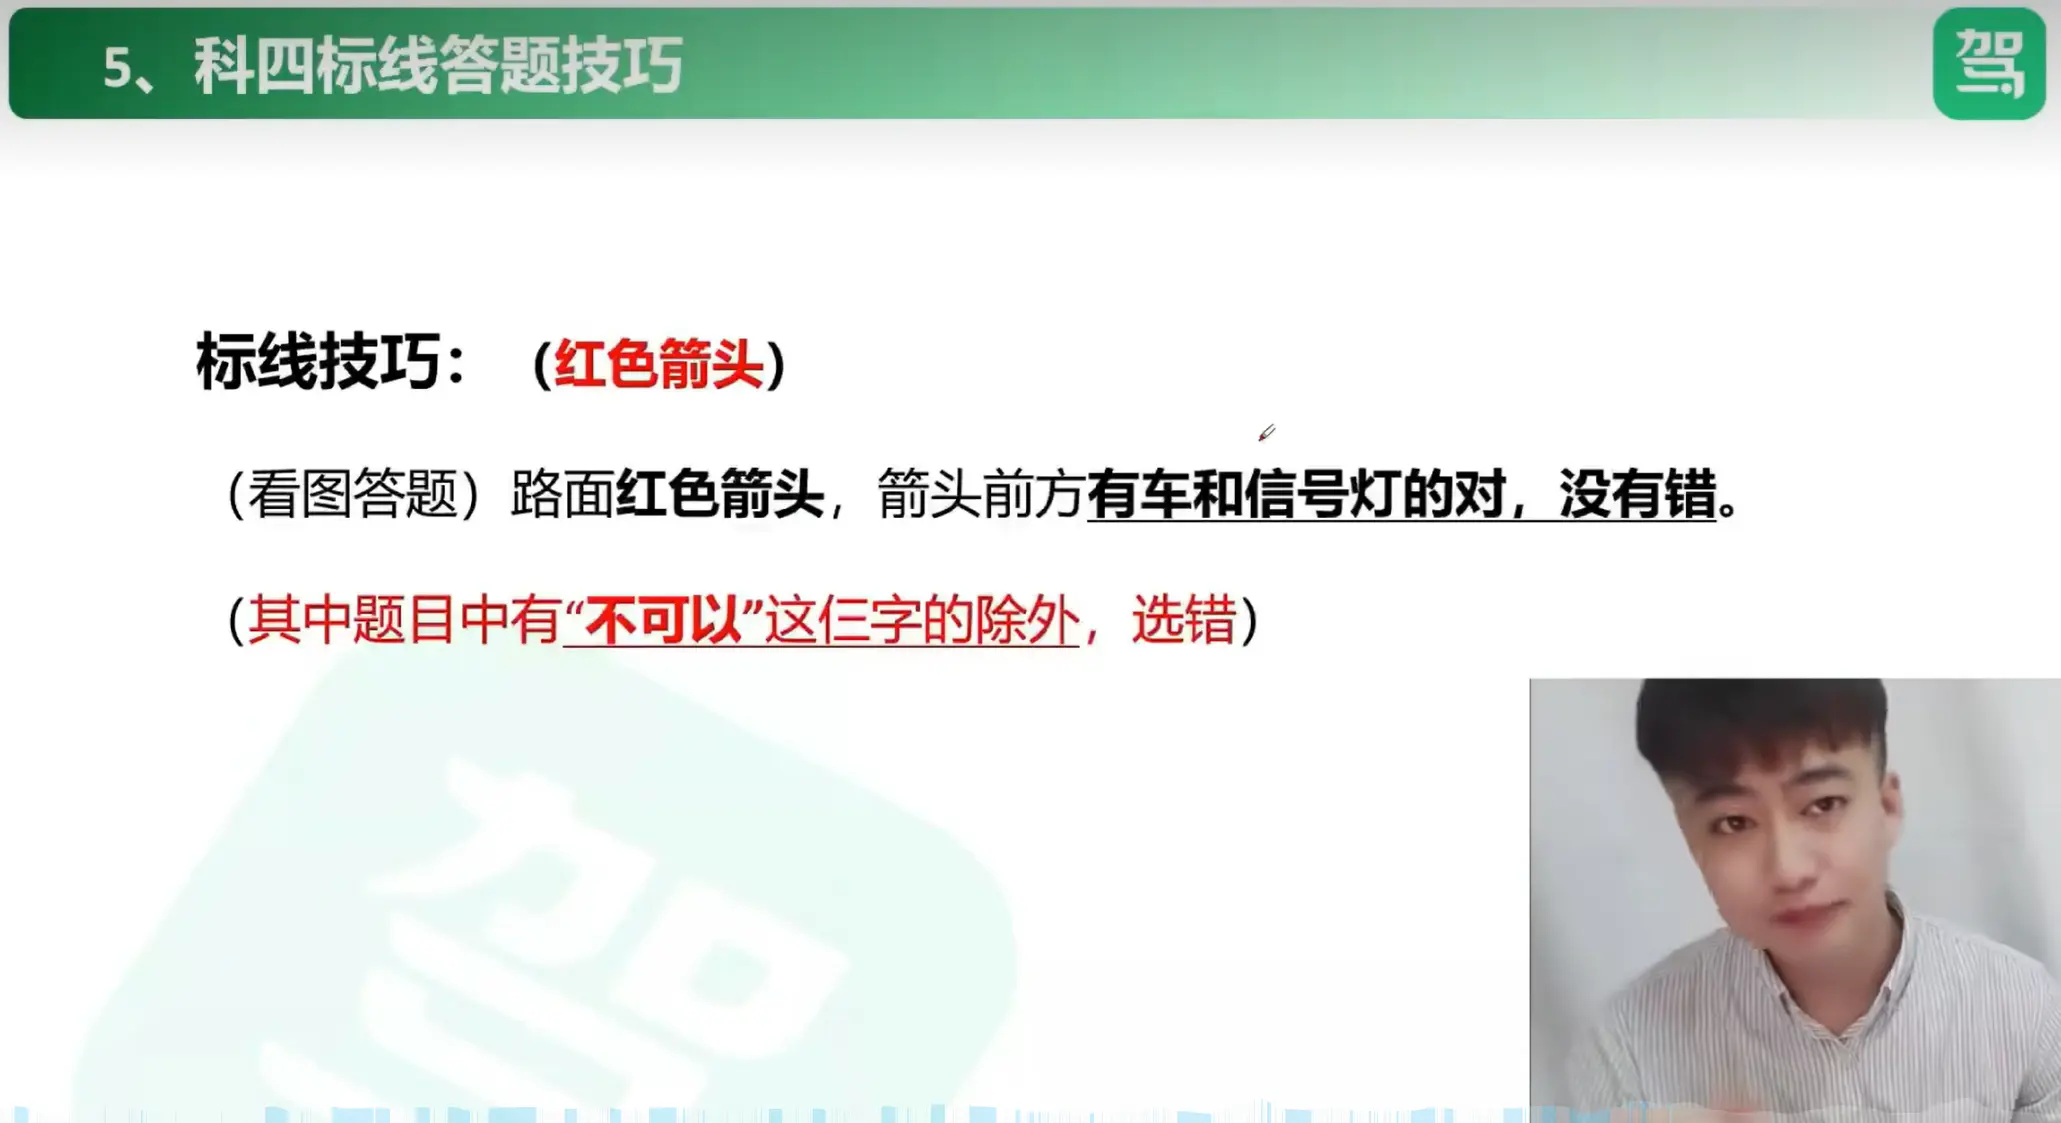 5、科四标线答题技巧
驾
标线技巧：（红色箭头）
（看图答题）路面红色箭头，箭头前方有车和信号灯的对，没有错。
（其中题目中有“不可以”这仨字的除外，选错）
驾